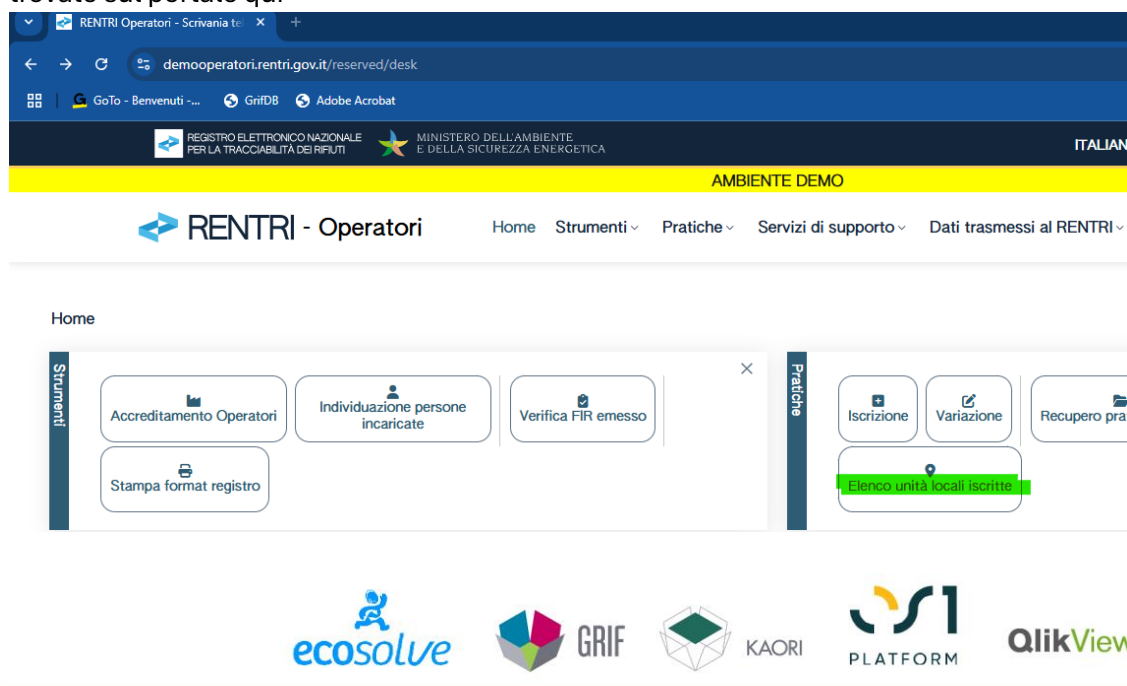 RENTRI Operatori - Scrivania te
demooperatori.rentri.gov.it/reserved/desk
GoTo - Benvenuti -... GrifDB Adobe Acrobat
REGISTRO ELETTRONICO NAZIONALE
PER LA TRACCIABILITÀ DEI RIFIUTI
MINISTERO DELL'AMBIENTE
E DELLA SICUREZZA ENERGETICA
ITALIAN
AMBIENTE DEMO
RENTRI - Operatori
Home Strumenti Pratiche Servizi di supporto Dati trasmessi al RENTRI
Home
Strumenti
Accreditamento Operatori
Individuazione persone
incaricate
Verifica FIR emesso
Stampa format registro
Pratiche
Iscrizione
Variazione
Recupero pra
Elenco unità locali iscritte
ecosolve
GRIF
KAORI
OS1
PLATFORM
QlikView